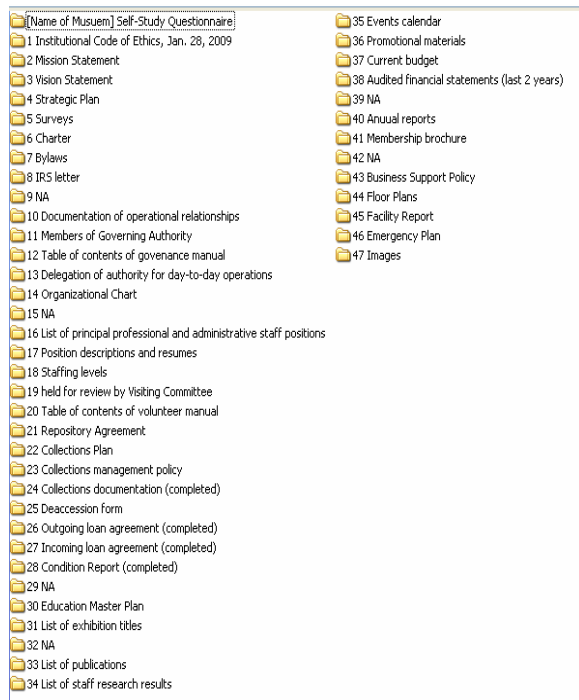 [Name of Musuem] Self-Study Questionnaire
1 Institutional Code of Ethics, Jan. 28, 2009
2 Mission Statement
3 Vision Statement
4 Strategic Plan
5 Surveys
6 Charter
7 Bylaws
8 IRS letter
9 NA
10 Documentation of operational relationships
11 Members of Governing Authority
12 Table of contents of govenance manual
13 Delegation of authority for day-to-day operations
14 Organizational Chart
15 NA
16 List of principal professional and administrative staff positions
17 Position descriptions and resumes
18 Staffing levels
19 held for review by Visiting Committee
20 Table of contents of volunteer manual
21 Repository Agreement
22 Collections Plan
23 Collections management policy
24 Collections documentation (completed)
25 Deaccession form
26 Outgoing loan agreement (completed)
27 Incoming loan agreement (completed)
28 Condition Report (completed)
29 NA
30 Education Master Plan
31 List of exhibition titles
32 NA
33 List of publications
34 List of staff research results
35 Events calendar
36 Promotional materials
37 Current budget
38 Audited financial statements (last 2 years)
39 NA
40 Anuual reports
41 Membership brochure
42 NA
43 Business Support Policy
44 Floor Plans
45 Facility Report
46 Emergency Plan
47 Images